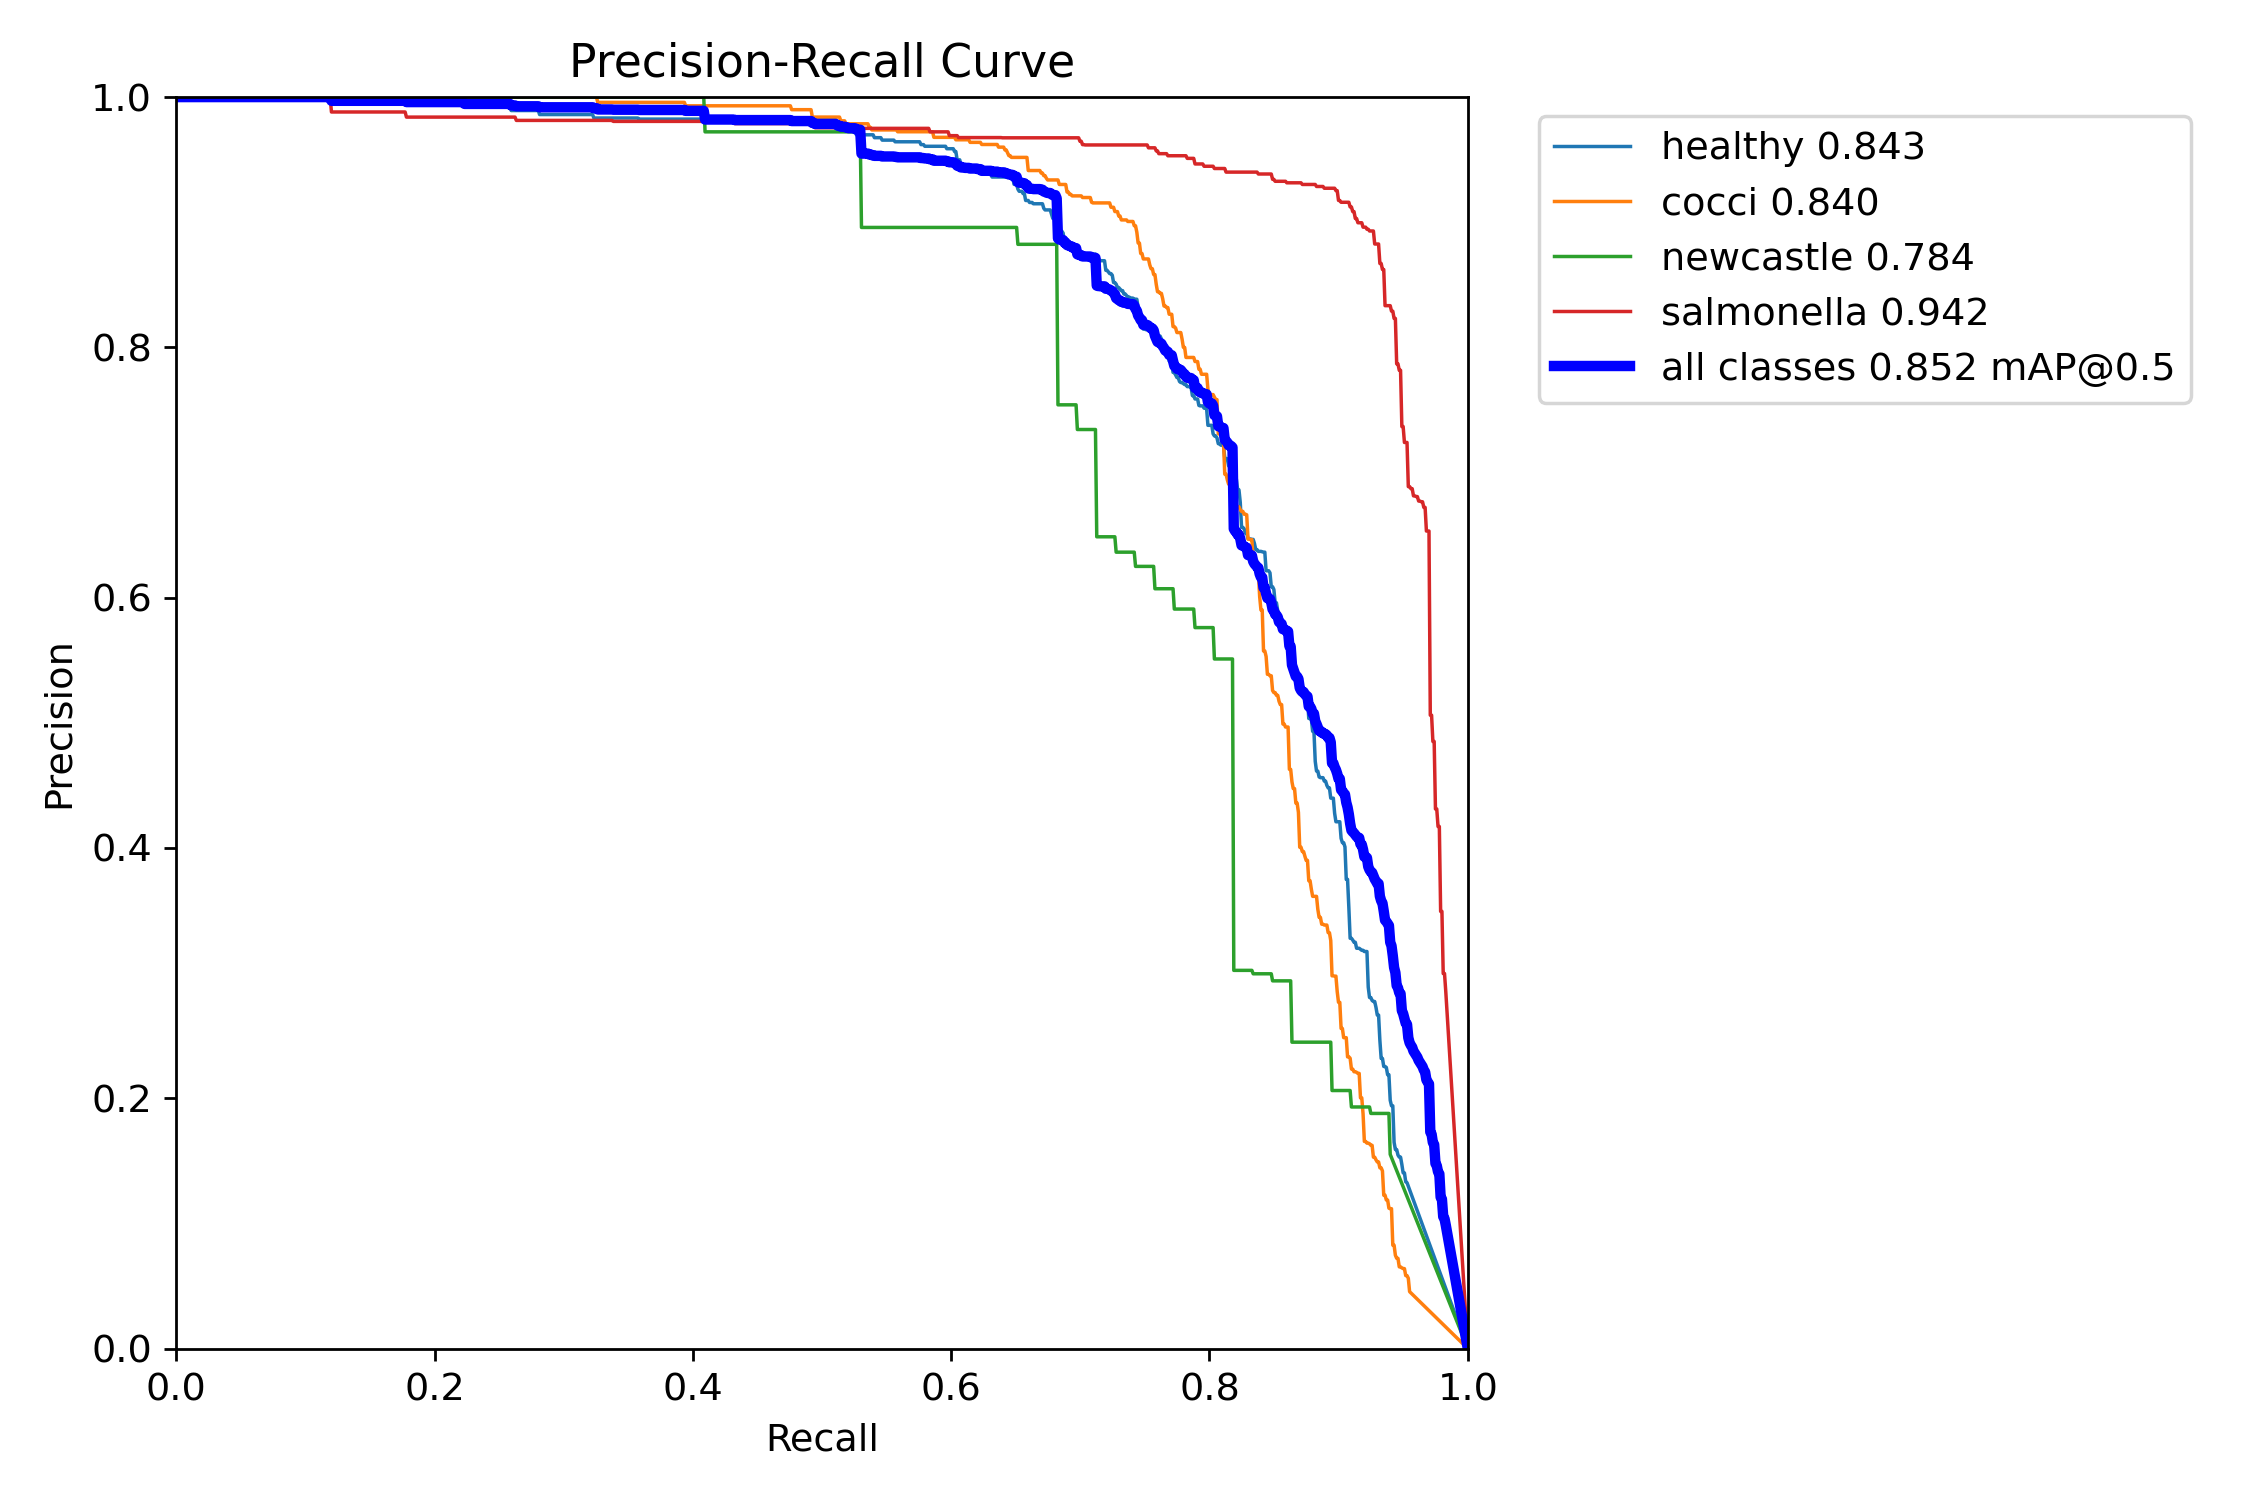 Precision-Recall Curve
1.0
0.8
0.6
0.4
0.2
0.0
Precision
0.0 0.2 0.4 0.6 0.8 1.0
Recall
healthy 0.843
cocci 0.840
newcastle 0.784
salmonella 0.942
all classes 0.852 mAP@0.5